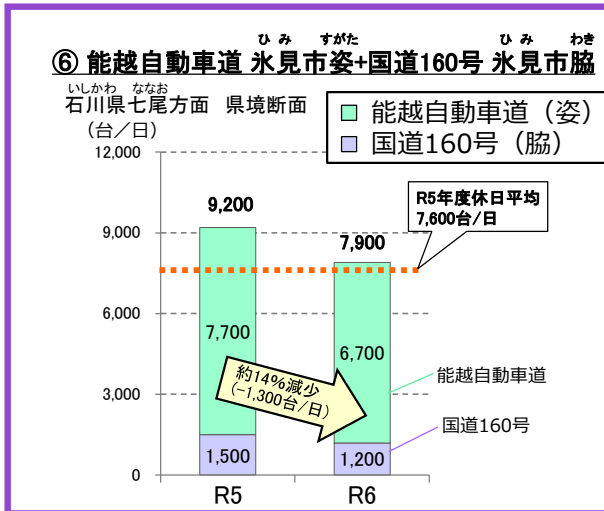 ⑥ 能越自動車道 氷見市姿+国道160号 氷見市脇
ひみ すがた ひみ わき
石川県七尾方面 県境断面
いしかわ ななお
(台/日)
能越自動車道（姿）
国道160号（脇）
12,000
9,000
6,000
3,000
0
9,200
7,900
R5年度休日平均
7,600台/日
7,700
6,700
約14%減少
(-1,300台/日)
1,500
1,200
能越自動車道
国道160号
R5
R6